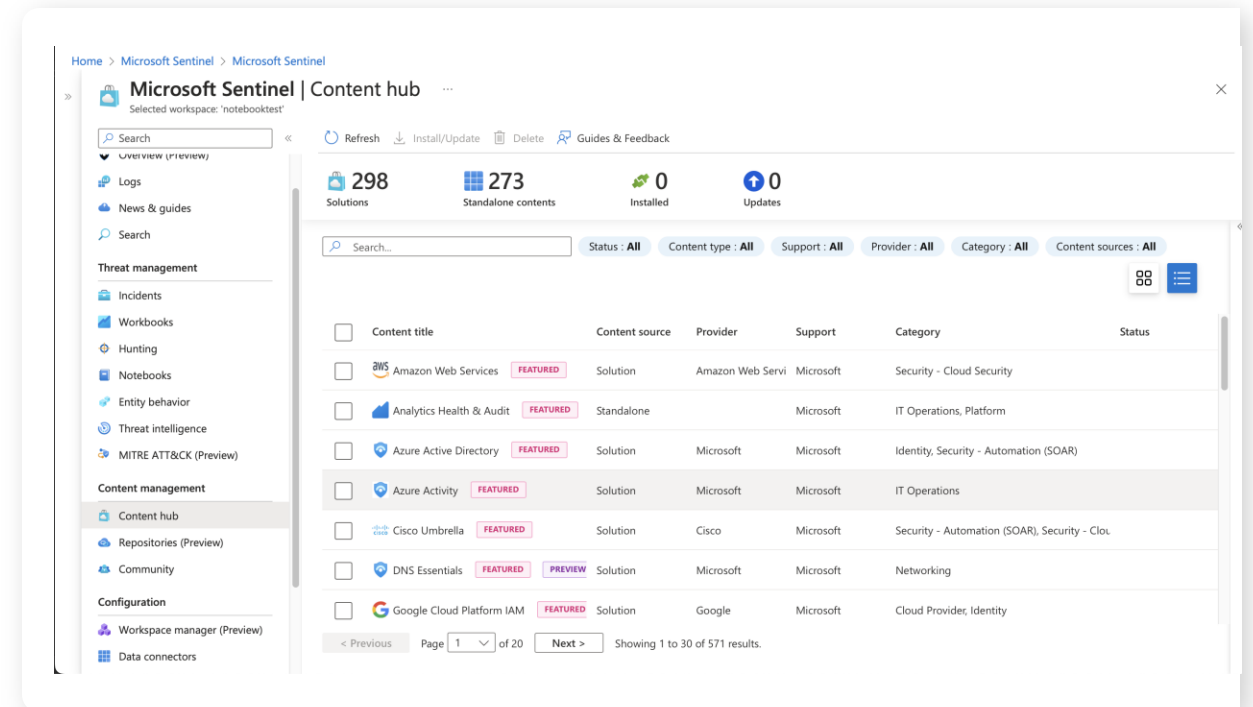 Home > Microsoft Sentinel > Microsoft Sentinel
» Microsoft Sentinel | Content hub ...
Selected workspace: 'notebooktest'
Search «
Overview (Preview)
Logs
News & guides
Search
Threat management
Incidents
Workbooks
Hunting
Notebooks
Entity behavior
Threat intelligence
MITRE ATT&CK (Preview)
Content management
Content hub
Repositories (Preview)
Community
Configuration
Workspace manager (Preview)
Data connectors
Refresh Install/Update Delete Guides & Feedback
298 273 0 0
Solutions Standalone contents Installed Updates
Search... Status : All Content type : All Support : All Provider : All Category : All Content sources : All
Content title Content source Provider Support Category Status
aws Amazon Web Services FEATURED Solution Amazon Web Servi Microsoft Security - Cloud Security
Analytics Health & Audit FEATURED Standalone Microsoft IT Operations, Platform
Azure Active Directory FEATURED Solution Microsoft Microsoft Identity, Security - Automation (SOAR)
Azure Activity FEATURED Solution Microsoft Microsoft IT Operations
Cisco Umbrella FEATURED Solution Cisco Microsoft Security - Automation (SOAR), Security - Clou
DNS Essentials FEATURED PREVIEW Solution Microsoft Microsoft Networking
Google Cloud Platform IAM FEATURED Solution Google Microsoft Cloud Provider, Identity
< Previous Page 1 of 20 Next > Showing 1 to 30 of 571 results.